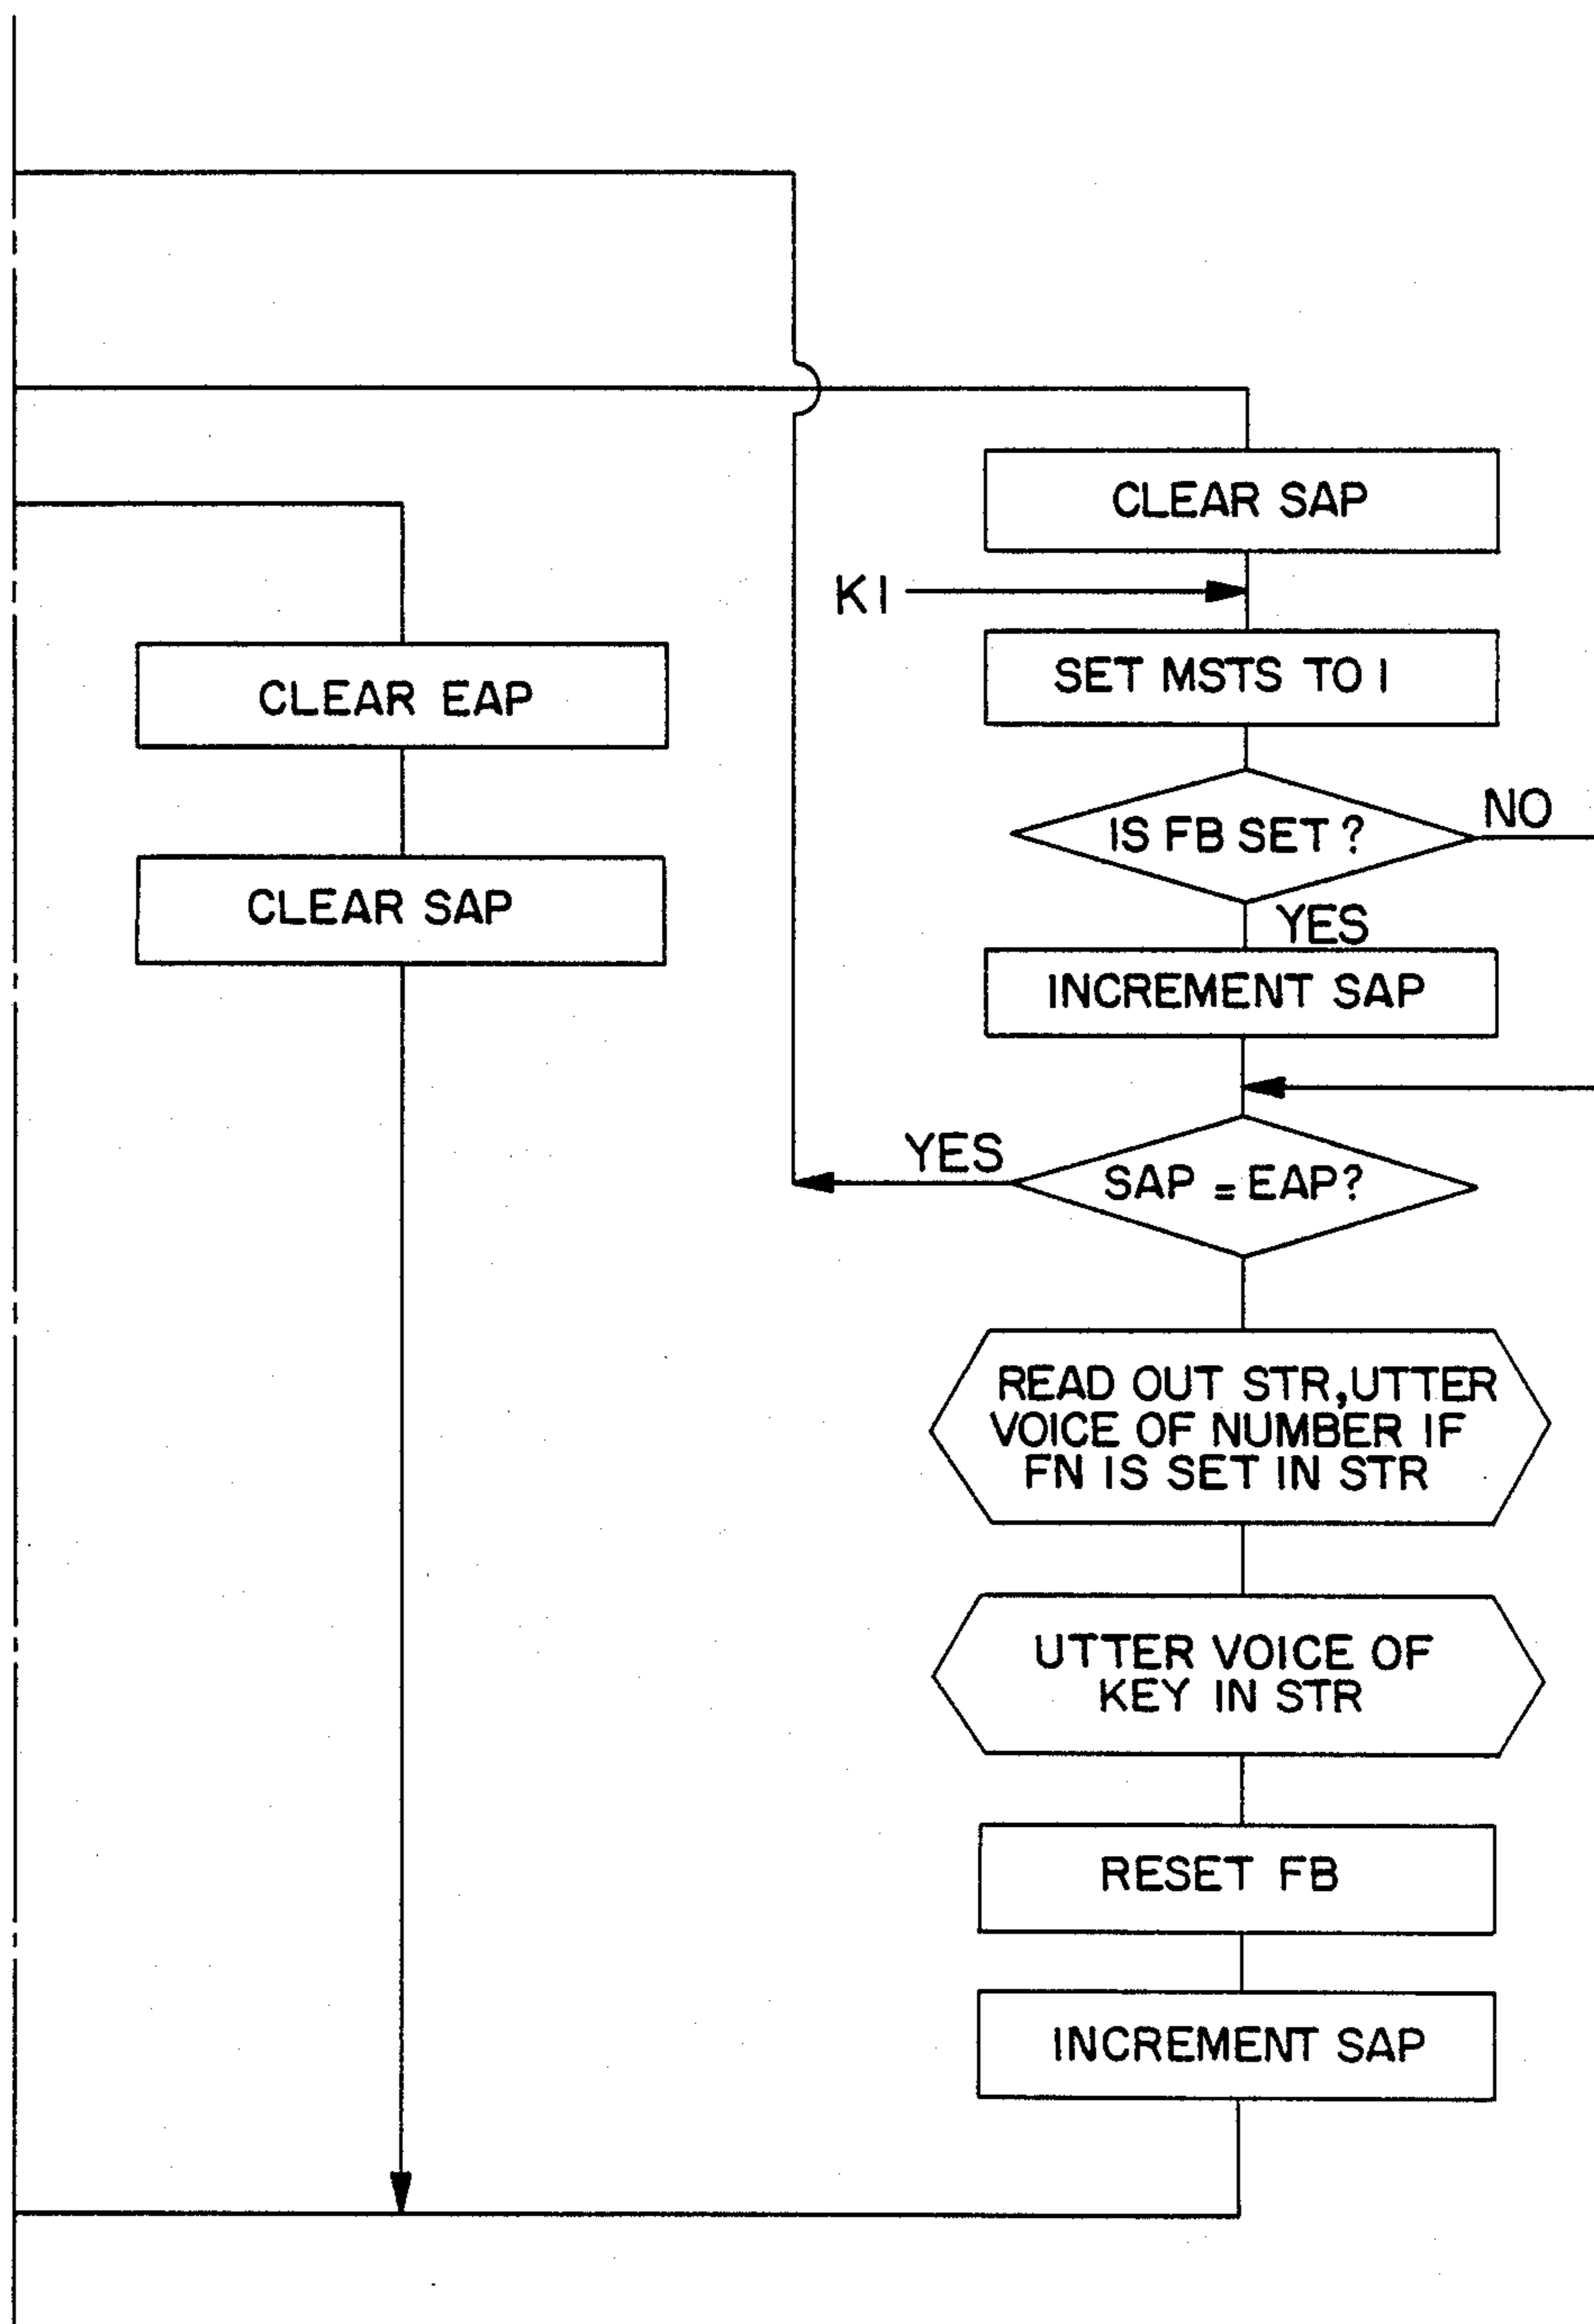 CLEAR SAP
K1
SET MSTS TO 1
CLEAR EAP
IS FB SET?
NO
CLEAR SAP
YES
INCREMENT SAP
YES
SAP = EAP?
READ OUT STR, UTTER
VOICE OF NUMBER IF
FN IS SET IN STR
UTTER VOICE OF
KEY IN STR
RESET FB
INCREMENT SAP